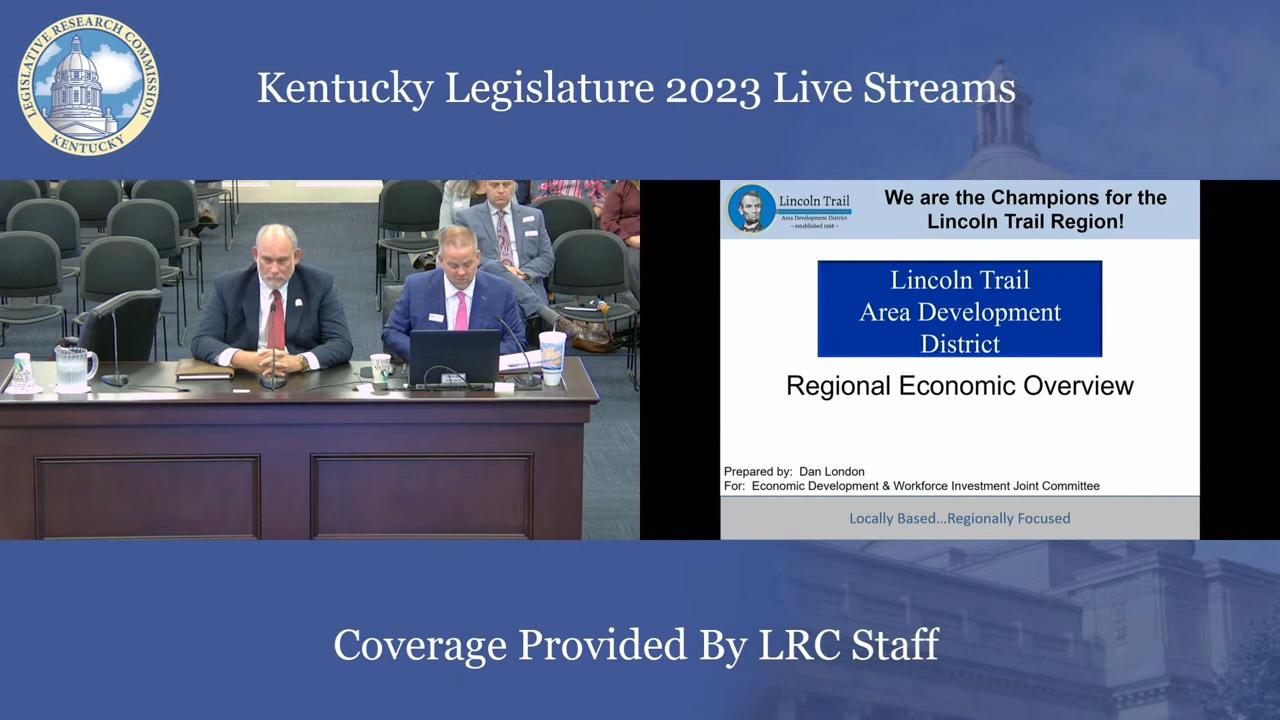 LEGISLATIVE RESEARCH COMMISSION
KENTUCKY
Kentucky Legislature 2023 Live Streams
Lincoln Trail
Area Development District
~ established 1968 ~
We are the Champions for the
Lincoln Trail Region!
Lincoln Trail
Area Development
District
Regional Economic Overview
Prepared by: Dan London
For: Economic Development & Workforce Investment Joint Committee
Locally Based...Regionally Focused
Coverage Provided By LRC Staff